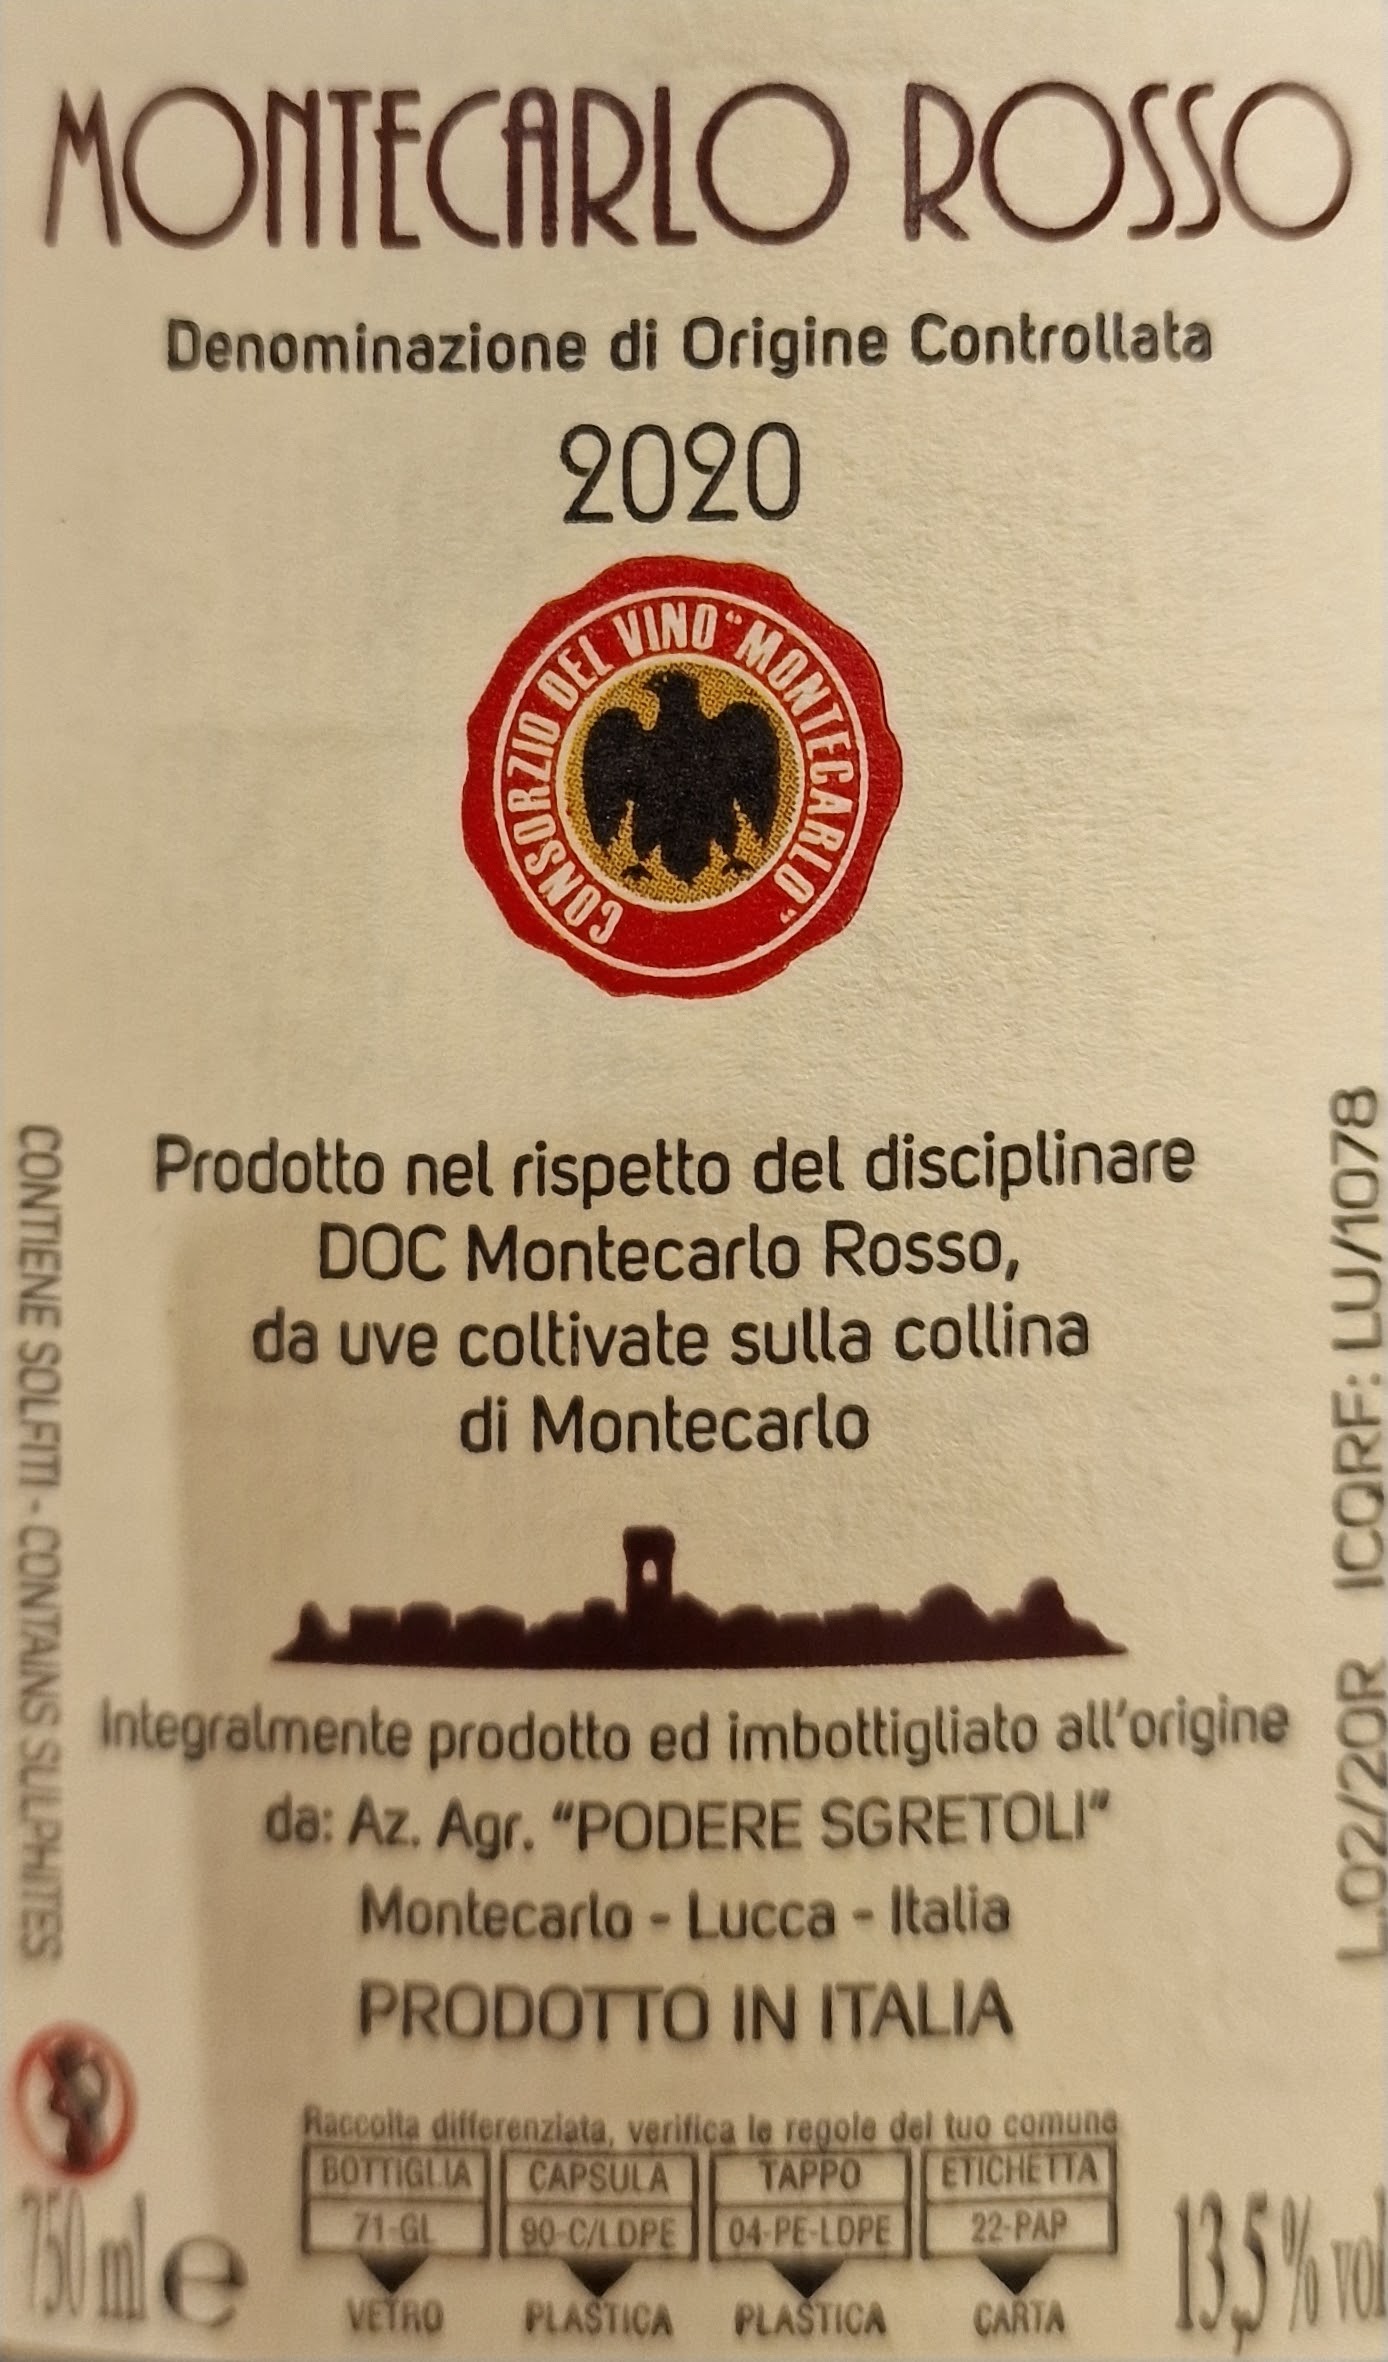 MONTECARLO ROSSO
Denominazione di Origine Controllata
2020
CONSORZIO DEL VINO "MONTECARLO"
Prodotto nel rispetto del disciplinare
DOC Montecarlo Rosso,
da uve coltivate sulla collina
di Montecarlo
Integralmente prodotto ed imbottigliato all'origine
da: Az. Agr. "PODERE SGRETOLI"
Montecarlo - Lucca - Italia
PRODOTTO IN ITALIA
CONTIENE SOLFITI - CONTAINS SULPHITES
L.02/20R ICQRF: LU/1078
Raccolta differenziata, verifica le regole del tuo comune
BOTTIGLIA CAPSULA TAPPO ETICHETTA
71-GL 90-C/LDPE 04-PE-LDPE 22-PAP
VETRO PLASTICA PLASTICA CARTA
750 ml e
13,5% vol